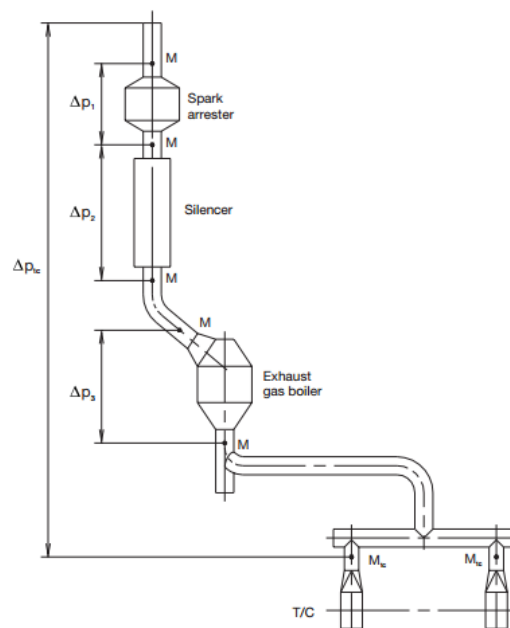 M
Δp₁
Spark
arrester
M
Δp₂
Silencer
Δptc
M
M
Δp₃
Exhaust
gas boiler
M
Mtc
Mtc
T/C